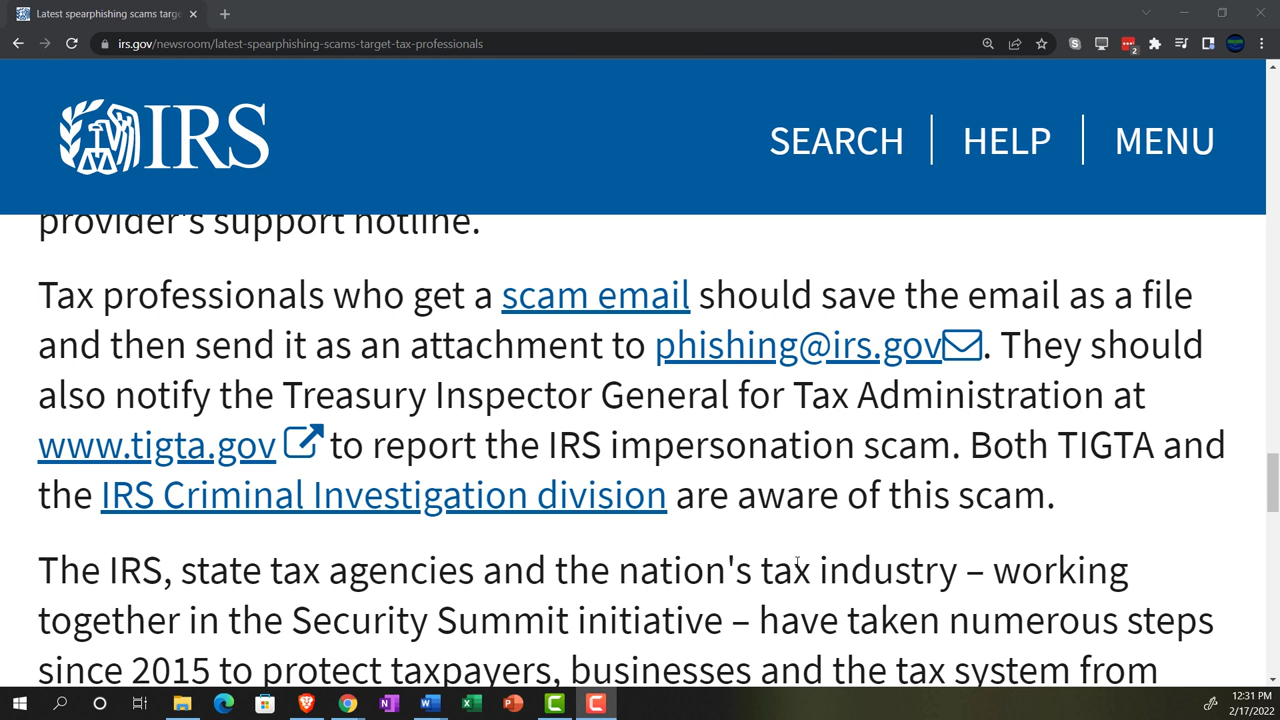 Latest spearphishing scams targ
irs.gov/newsroom/latest-spearphishing-scams-target-tax-professionals
2
IRS
SEARCH
HELP
MENU
provider's support hotline.
Tax professionals who get a scam email should save the email as a file
and then send it as an attachment to phishing@irs.gov. They should
also notify the Treasury Inspector General for Tax Administration at
www.tigta.gov to report the IRS impersonation scam. Both TIGTA and
the IRS Criminal Investigation division are aware of this scam.
The IRS, state tax agencies and the nation's tax industry – working
together in the Security Summit initiative – have taken numerous steps
since 2015 to protect taxpayers, businesses and the tax system from
12:31 PM
2/17/2022